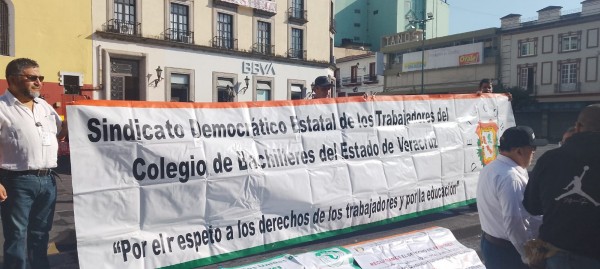 BBVA
Sindicato Democrático Estatal de los Trabajadores del
Colegio de Bachilleres del Estado de Veracruz
"Por el respeto a los derechos de los trabajadores y por la educación"